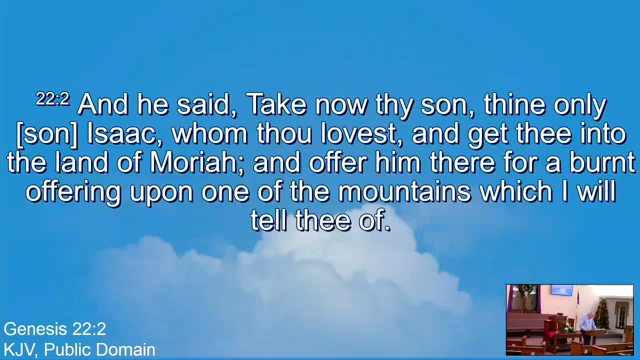 22:2 And he said, Take now thy son, thine only
[son] Isaac, whom thou lovest, and get thee into
the land of Moriah; and offer him there for a burnt
offering upon one of the mountains which I will
tell thee of.
Genesis 22:2
KJV, Public Domain